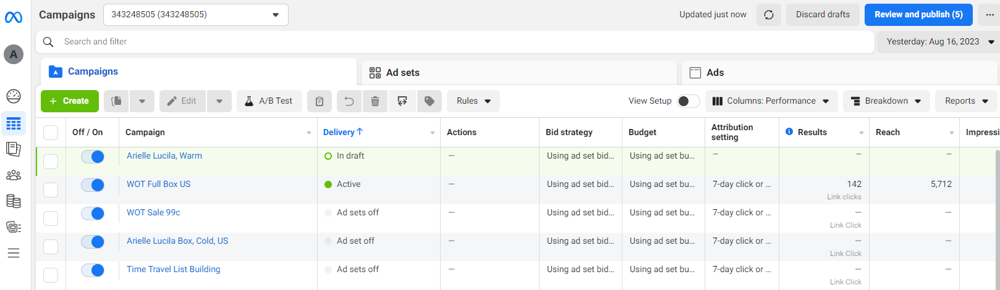 Campaigns 343248505 (343248505) Updated just now Discard drafts Review and publish (5) ...
Search and filter Yesterday: Aug 16, 2023
A
Campaigns Ad sets Ads
+ Create Edit A/B Test Rules View Setup Columns: Performance Breakdown Reports
Off / On Campaign Delivery ↑ Actions Bid strategy Budget Attribution setting Results Reach Impressi
Arielle Lucila, Warm In draft — Using ad set bid... Using ad set bu... — — —
WOT Full Box US Active — Using ad set bid... Using ad set bu... 7-day click or ... 142 5,712
Link clicks
WOT Sale 99c Ad sets off — Using ad set bid... Using ad set bu... 7-day click or ... — —
Link Click
Arielle Lucila Box, Cold, US Ad set off — Using ad set bid... Using ad set bu... 7-day click or ... — —
Link Click
Time Travel List Building Ad sets off — Using ad set bid... Using ad set bu... 7-day click or ... — —
Link Click